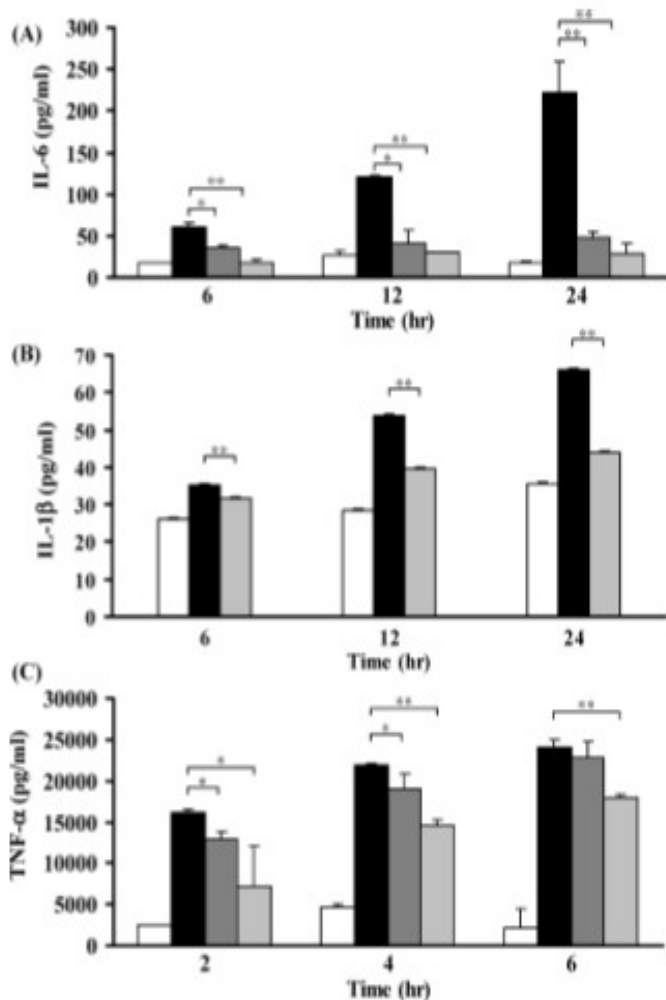 (A)
IL-6 (pg/ml)
300
250
200
150
100
50
0
** ** ** * ** *
6 12 24
Time (hr)
(B)
IL-1β (pg/ml)
70
60
50
40
30
20
10
0
** ** **
6 12 24
Time (hr)
(C)
TNF-α (pg/ml)
30000
25000
20000
15000
10000
5000
0
** ** * * *
2 4 6
Time (hr)